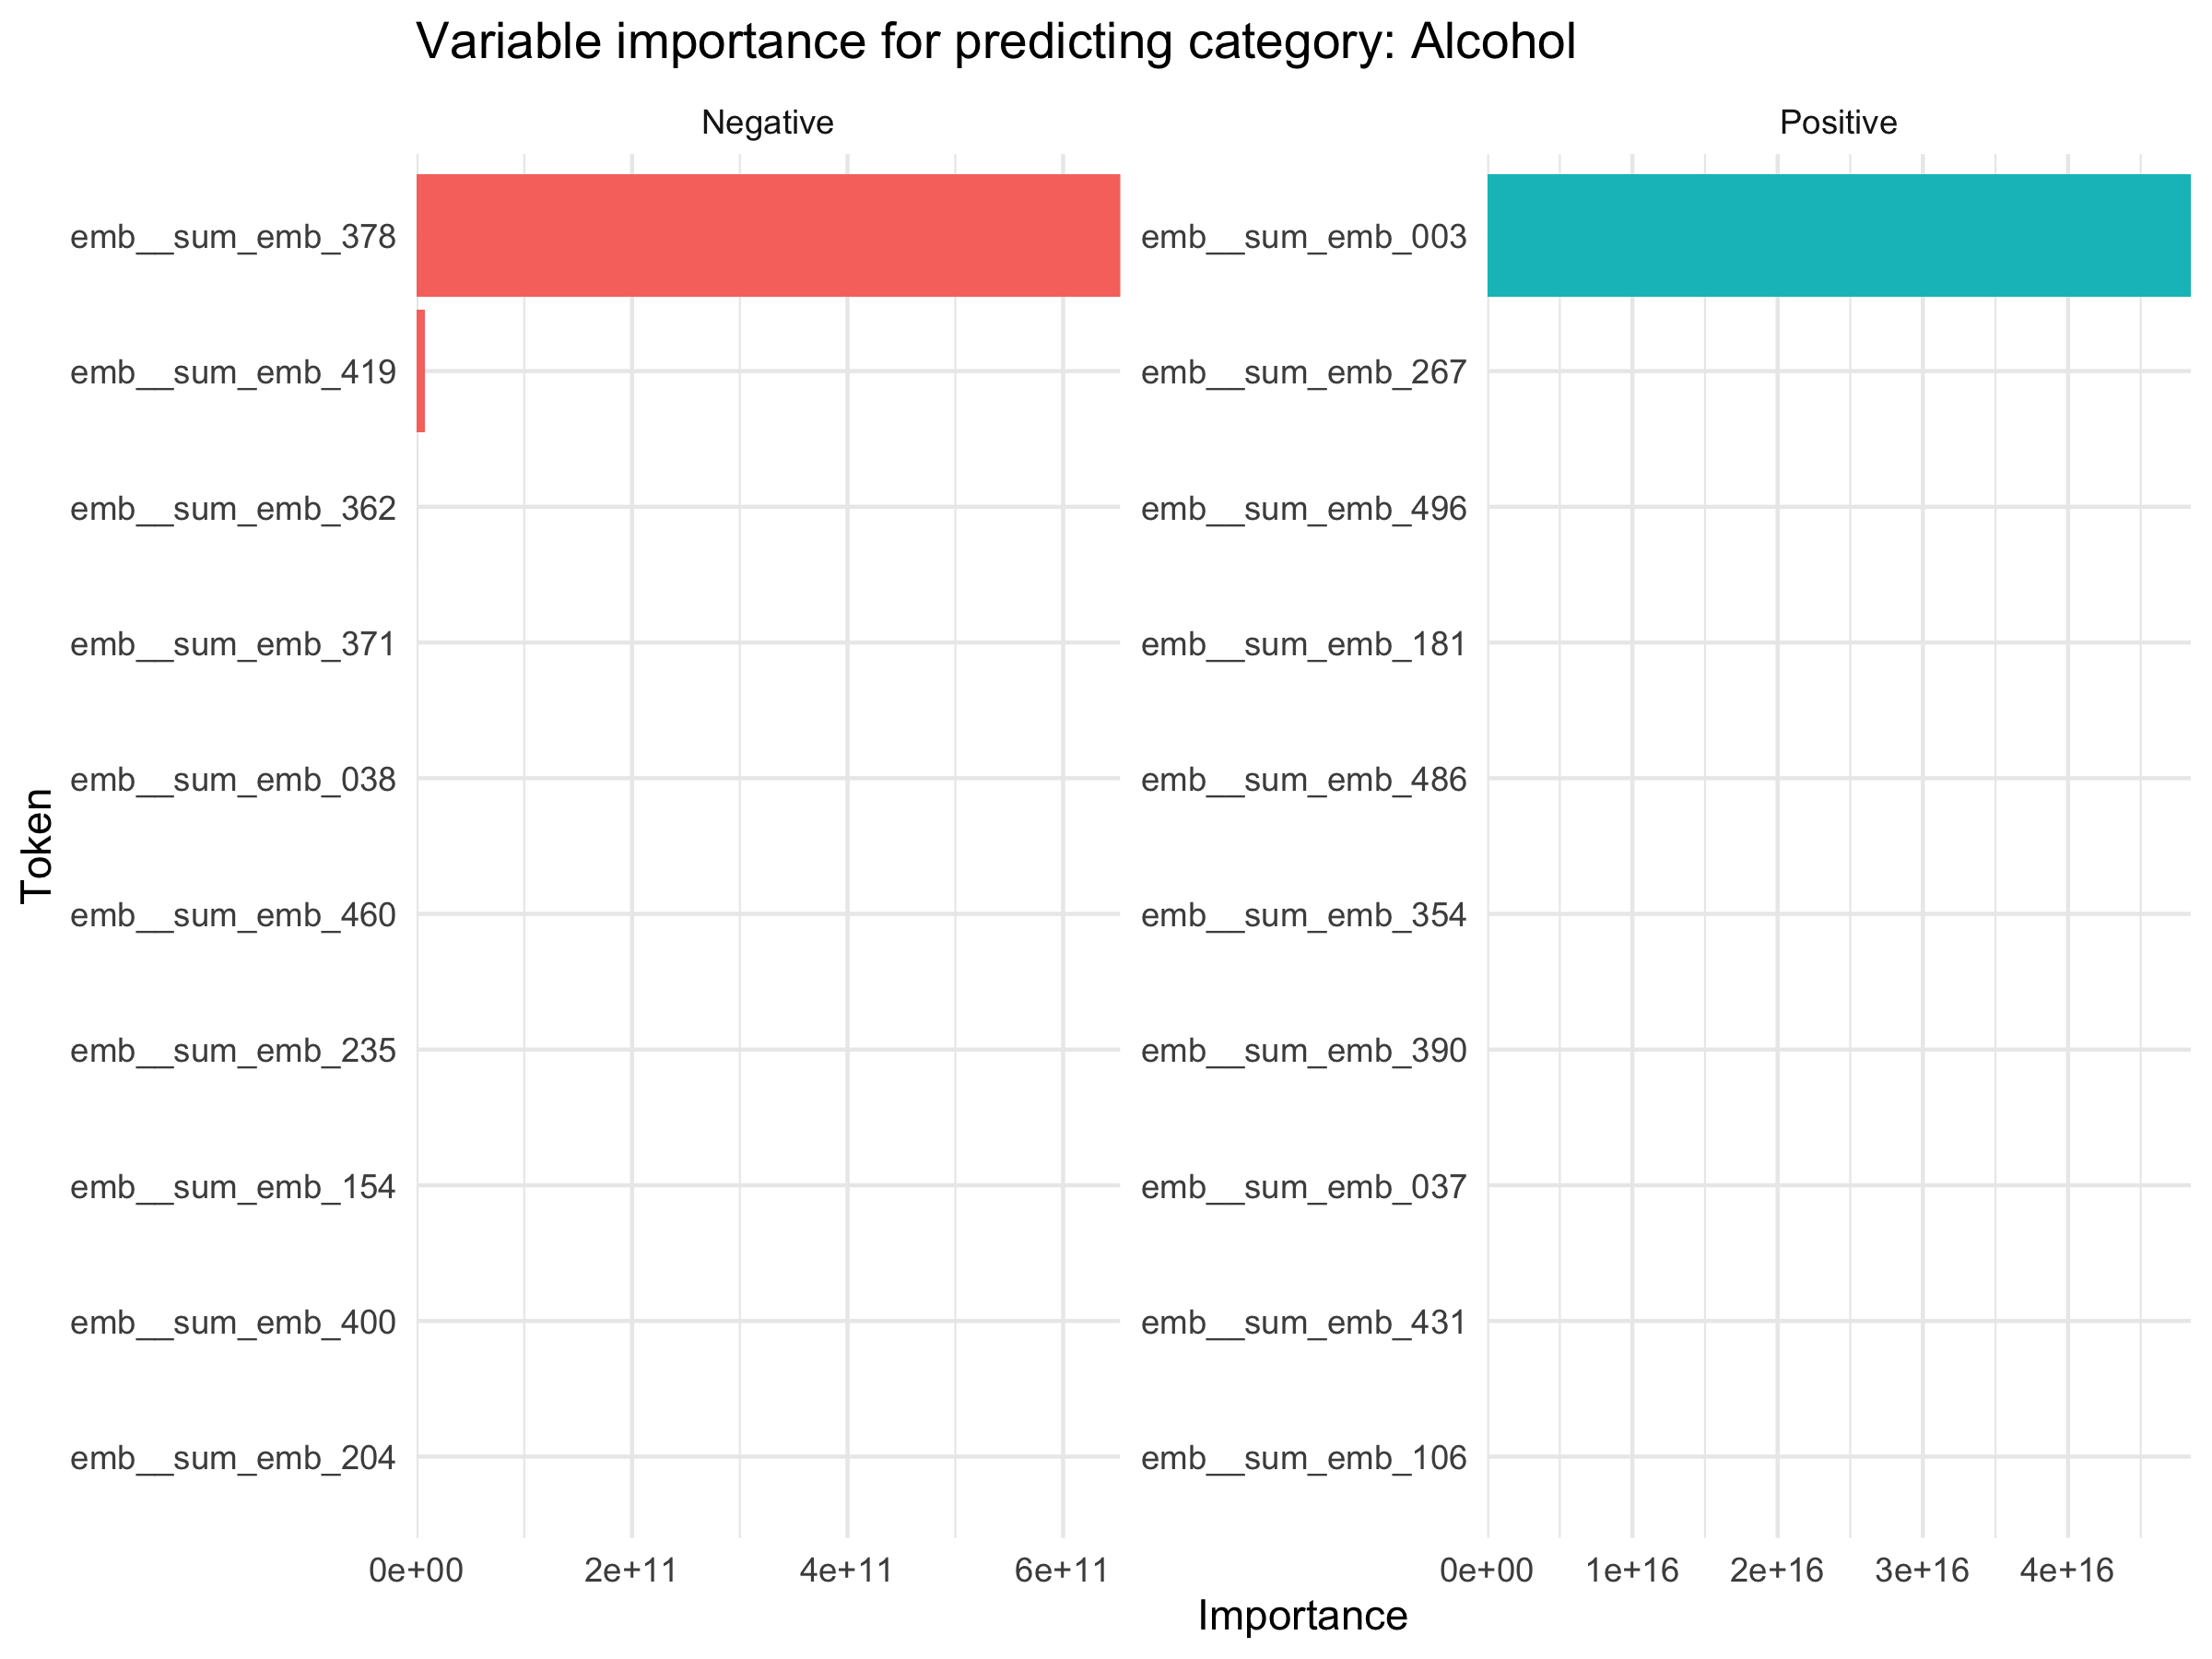 Variable importance for predicting category: Alcohol
Negative
Positive
Token
emb__sum_emb_378
emb__sum_emb_419
emb__sum_emb_362
emb__sum_emb_371
emb__sum_emb_038
emb__sum_emb_460
emb__sum_emb_235
emb__sum_emb_154
emb__sum_emb_400
emb__sum_emb_204
emb__sum_emb_003
emb__sum_emb_267
emb__sum_emb_496
emb__sum_emb_181
emb__sum_emb_486
emb__sum_emb_354
emb__sum_emb_390
emb__sum_emb_037
emb__sum_emb_431
emb__sum_emb_106
0e+00 2e+11 4e+11 6e+11
0e+00 1e+16 2e+16 3e+16 4e+16
Importance